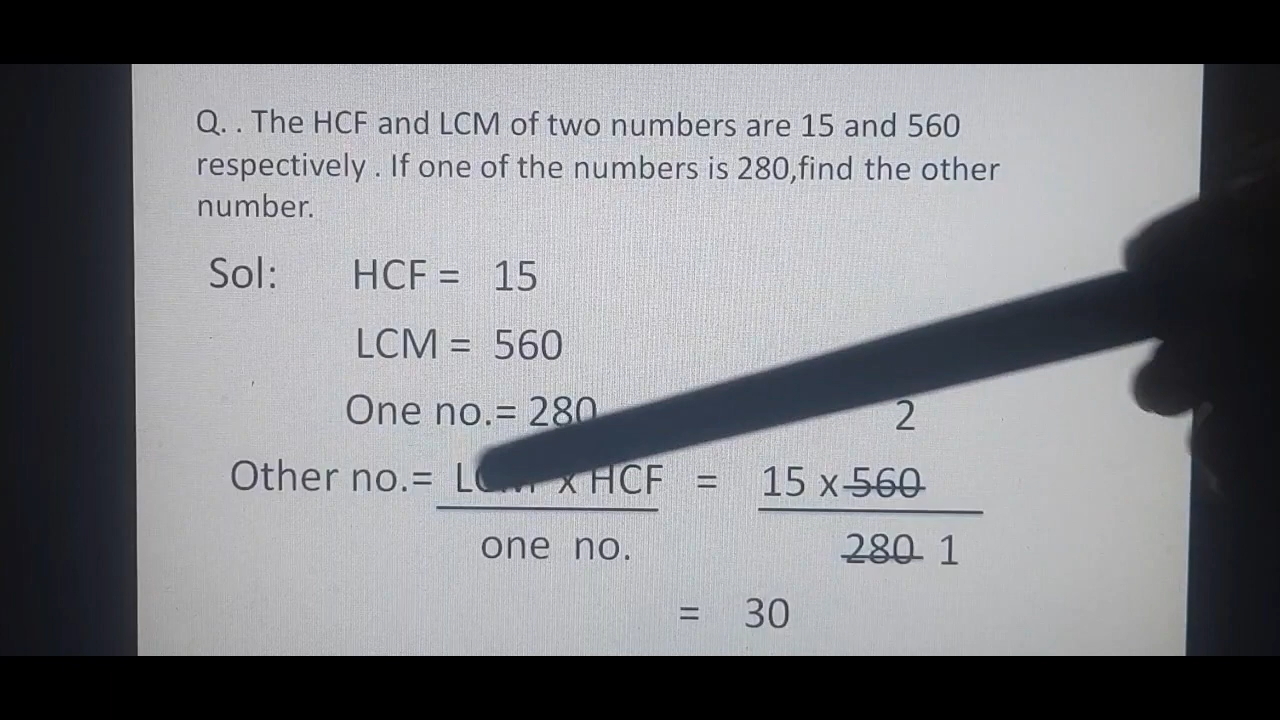 Q. . The HCF and LCM of two numbers are 15 and 560
respectively . If one of the numbers is 280,find the other
number.
Sol: HCF = 15
LCM = 560
One no.= 280
2
Other no.= x HCF = 15 x 560
one no. 280 1
= 30